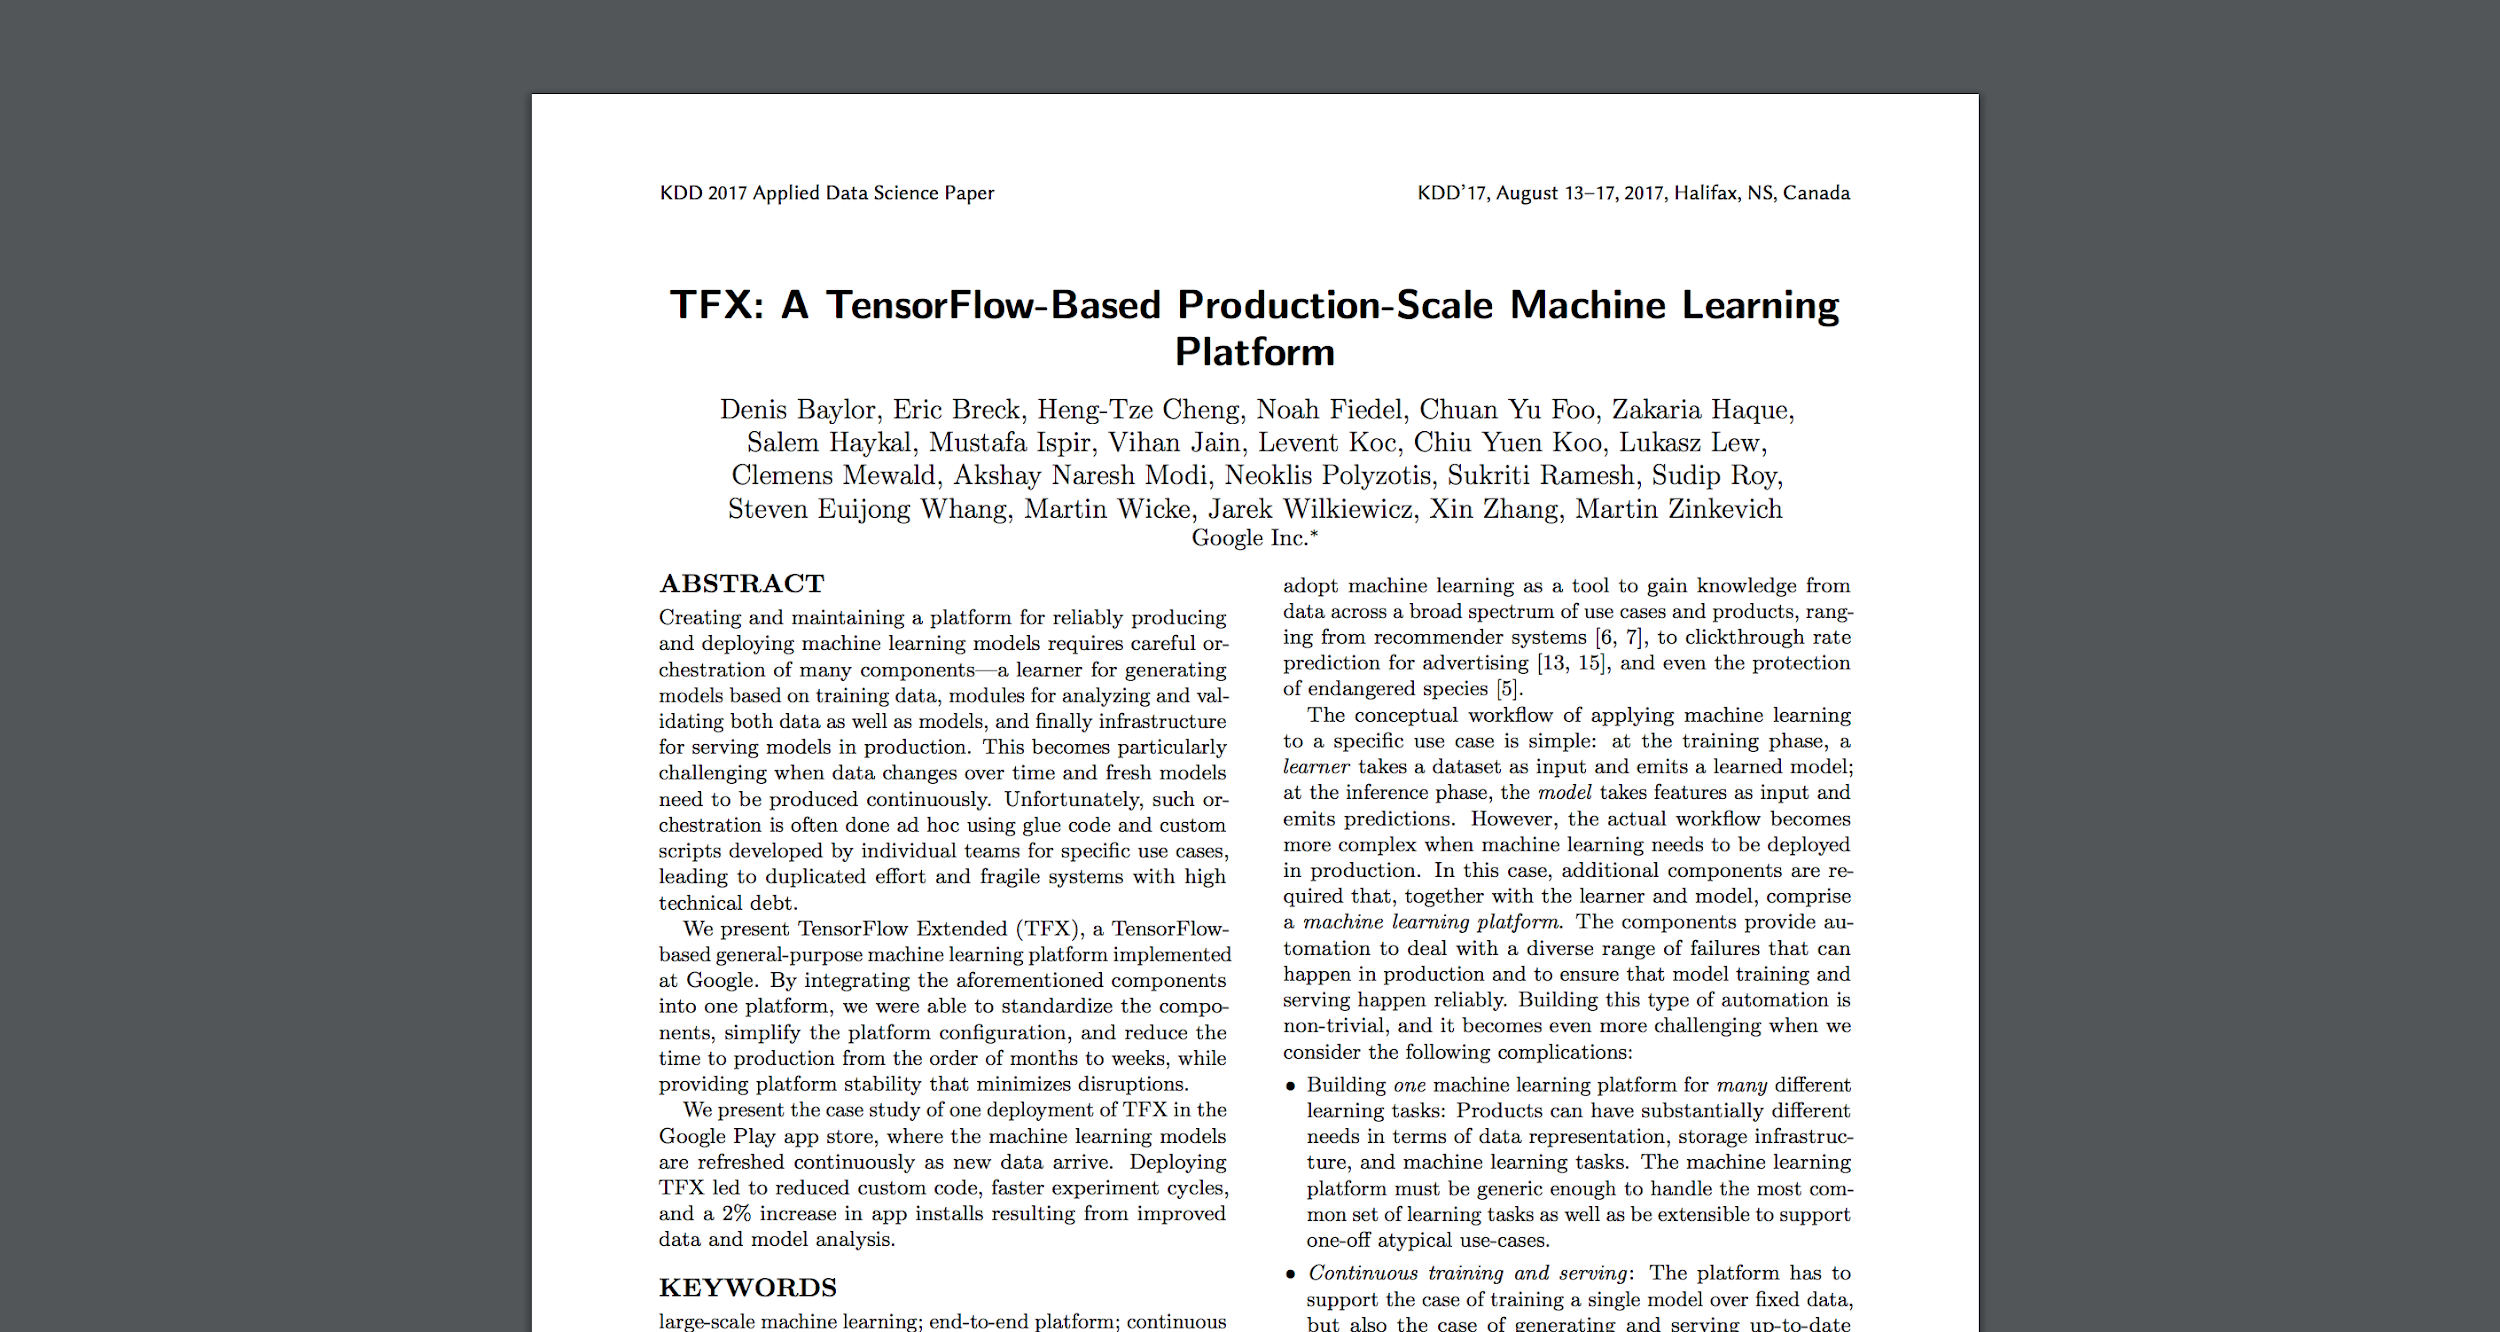 KDD 2017 Applied Data Science Paper
KDD'17, August 13–17, 2017, Halifax, NS, Canada
TFX: A TensorFlow-Based Production-Scale Machine Learning
Platform
Denis Baylor, Eric Breck, Heng-Tze Cheng, Noah Fiedel, Chuan Yu Foo, Zakaria Haque,
Salem Haykal, Mustafa Ispir, Vihan Jain, Levent Koc, Chiu Yuen Koo, Lukasz Lew,
Clemens Mewald, Akshay Naresh Modi, Neoklis Polyzotis, Sukriti Ramesh, Sudip Roy,
Steven Euijong Whang, Martin Wicke, Jarek Wilkiewicz, Xin Zhang, Martin Zinkevich
Google Inc.*
ABSTRACT
Creating and maintaining a platform for reliably producing
and deploying machine learning models requires careful or-
chestration of many components—a learner for generating
models based on training data, modules for analyzing and val-
idating both data as well as models, and finally infrastructure
for serving models in production. This becomes particularly
challenging when data changes over time and fresh models
need to be produced continuously. Unfortunately, such or-
chestration is often done ad hoc using glue code and custom
scripts developed by individual teams for specific use cases,
leading to duplicated effort and fragile systems with high
technical debt.
We present TensorFlow Extended (TFX), a TensorFlow-
based general-purpose machine learning platform implemented
at Google. By integrating the aforementioned components
into one platform, we were able to standardize the compo-
nents, simplify the platform configuration, and reduce the
time to production from the order of months to weeks, while
providing platform stability that minimizes disruptions.
We present the case study of one deployment of TFX in the
Google Play app store, where the machine learning models
are refreshed continuously as new data arrive. Deploying
TFX led to reduced custom code, faster experiment cycles,
and a 2% increase in app installs resulting from improved
data and model analysis.
KEYWORDS
large-scale machine learning; end-to-end platform; continuous
adopt machine learning as a tool to gain knowledge from
data across a broad spectrum of use cases and products, rang-
ing from recommender systems [6, 7], to clickthrough rate
prediction for advertising [13, 15], and even the protection
of endangered species [5].
The conceptual workflow of applying machine learning
to a specific use case is simple: at the training phase, a
learner takes a dataset as input and emits a learned model;
at the inference phase, the model takes features as input and
emits predictions. However, the actual workflow becomes
more complex when machine learning needs to be deployed
in production. In this case, additional components are re-
quired that, together with the learner and model, comprise
a machine learning platform. The components provide au-
tomation to deal with a diverse range of failures that can
happen in production and to ensure that model training and
serving happen reliably. Building this type of automation is
non-trivial, and it becomes even more challenging when we
consider the following complications:
• Building one machine learning platform for many different
learning tasks: Products can have substantially different
needs in terms of data representation, storage infrastruc-
ture, and machine learning tasks. The machine learning
platform must be generic enough to handle the most com-
mon set of learning tasks as well as be extensible to support
one-off atypical use-cases.
• Continuous training and serving: The platform has to
support the case of training a single model over fixed data,
but also the case of generating and serving up-to-date